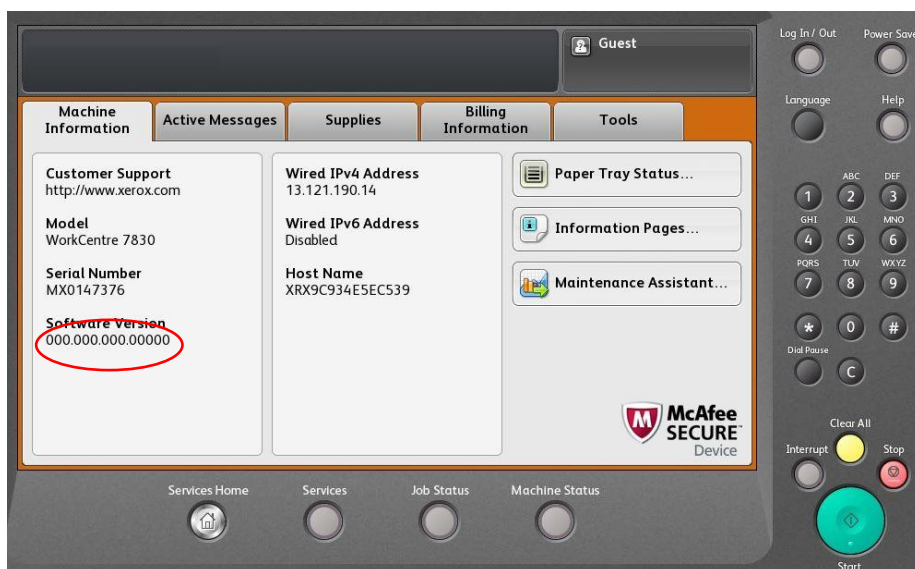 Guest
Log In / Out
Power Save
Machine
Information
Active Messages
Supplies
Billing
Information
Tools
Language
Help
Customer Support
http://www.xerox.com
Model
WorkCentre 7830
Serial Number
MX0147376
Software Version
000.000.000.00000
Wired IPv4 Address
13.121.190.14
Wired IPv6 Address
Disabled
Host Name
XRX9C934E5EC539
Paper Tray Status...
Information Pages...
Maintenance Assistant...
McAfee
SECURE™
Device
ABC DEF
1 2 3
GHI JKL MNO
4 5 6
PQRS TUV WXYZ
7 8 9
* 0 #
Dial Pause
C
Clear All
Interrupt
Stop
Services Home
Services
Job Status
Machine Status
Start